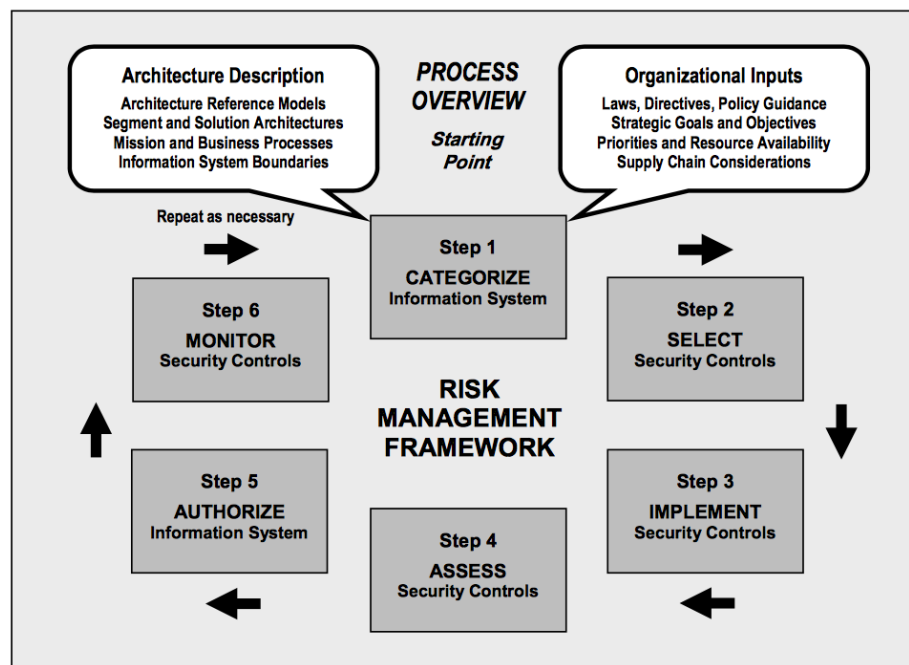 Architecture Description
Architecture Reference Models
Segment and Solution Architectures
Mission and Business Processes
Information System Boundaries
PROCESS
OVERVIEW
Starting
Point
Organizational Inputs
Laws, Directives, Policy Guidance
Strategic Goals and Objectives
Priorities and Resource Availability
Supply Chain Considerations
Repeat as necessary
Step 1
CATEGORIZE
Information System
Step 2
SELECT
Security Controls
Step 3
IMPLEMENT
Security Controls
Step 4
ASSESS
Security Controls
Step 5
AUTHORIZE
Information System
Step 6
MONITOR
Security Controls
RISK
MANAGEMENT
FRAMEWORK